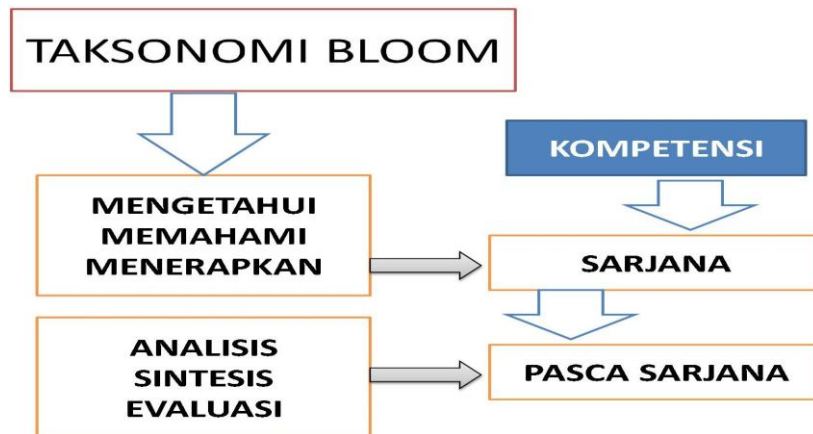 TAKSONOMI BLOOM
KOMPETENSI
MENGETAHUI
MEMAHAMI
MENERAPKAN
SARJANA
ANALISIS
SINTESIS
EVALUASI
PASCA SARJANA